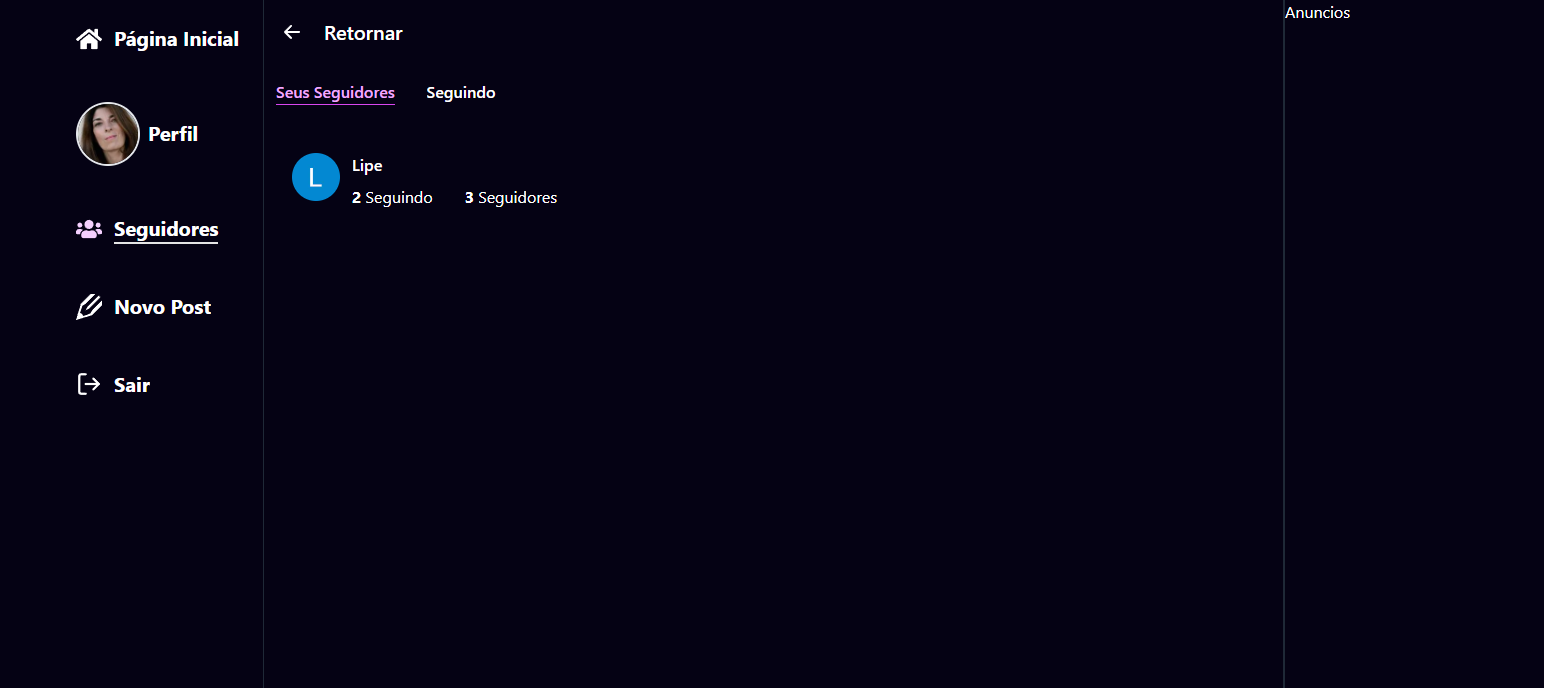 Página Inicial
Perfil
Seguidores
Novo Post
Sair
Retornar
Seus Seguidores
Seguindo
L
Lipe
2 Seguindo
3 Seguidores
Anuncios